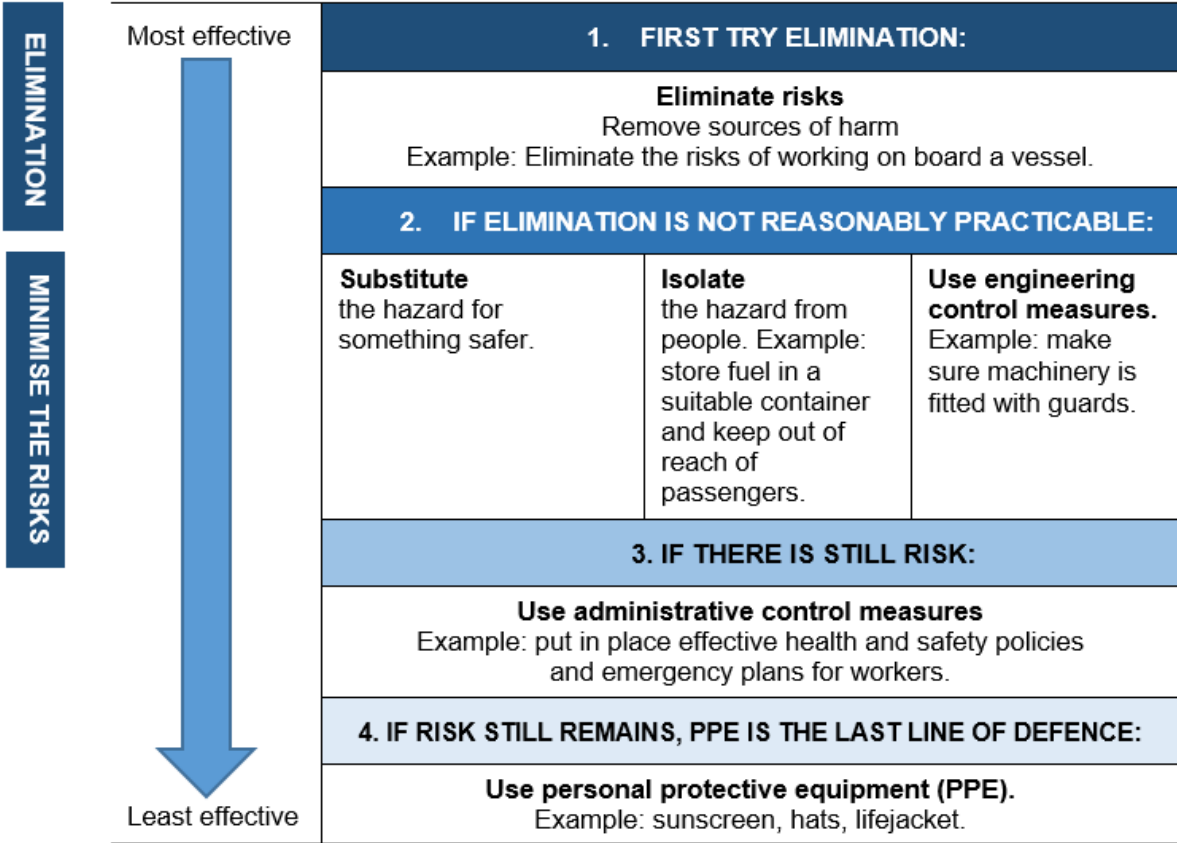 ELIMINATION
MINIMISE THE RISKS
Most effective
Least effective
1. FIRST TRY ELIMINATION:
Eliminate risks
Remove sources of harm
Example: Eliminate the risks of working on board a vessel.
2. IF ELIMINATION IS NOT REASONABLY PRACTICABLE:
Substitute
the hazard for
something safer.
Isolate
the hazard from
people. Example:
store fuel in a
suitable container
and keep out of
reach of
passengers.
Use engineering
control measures.
Example: make
sure machinery is
fitted with guards.
3. IF THERE IS STILL RISK:
Use administrative control measures
Example: put in place effective health and safety policies
and emergency plans for workers.
4. IF RISK STILL REMAINS, PPE IS THE LAST LINE OF DEFENCE:
Use personal protective equipment (PPE).
Example: sunscreen, hats, lifejacket.